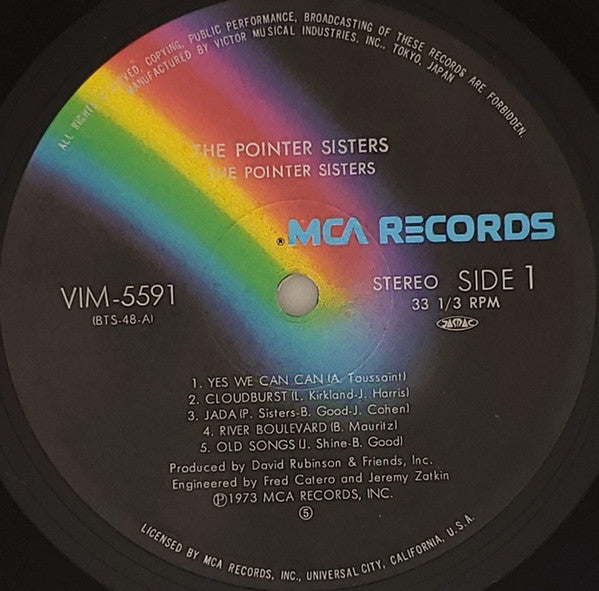 ALL RIGHTS RESERVED. COPYING, PUBLIC PERFORMANCE, BROADCASTING OF THESE RECORDS ARE FORBIDDEN.
MANUFACTURED BY VICTOR MUSICAL INDUSTRIES, INC., TOKYO, JAPAN
THE POINTER SISTERS
THE POINTER SISTERS
® MCA RECORDS
VIM-5591
(BTS-48-A)
STEREO SIDE 1
33 1/3 RPM
JASRAC
1. YES WE CAN CAN (A. Toussaint)
2. CLOUDBURST (L. Kirkland-J. Harris)
3. JADA (P. Sisters-B. Good-J. Cohen)
4. RIVER BOULEVARD (B. Mauritz)
5. OLD SONGS (J. Shine-B. Good)
Produced by David Rubinson & Friends, Inc.
Engineered by Fred Catero and Jeremy Zatkin
Ⓟ1973 MCA RECORDS, INC.
⑤
LICENSED BY MCA RECORDS, INC., UNIVERSAL CITY, CALIFORNIA, U.S.A.